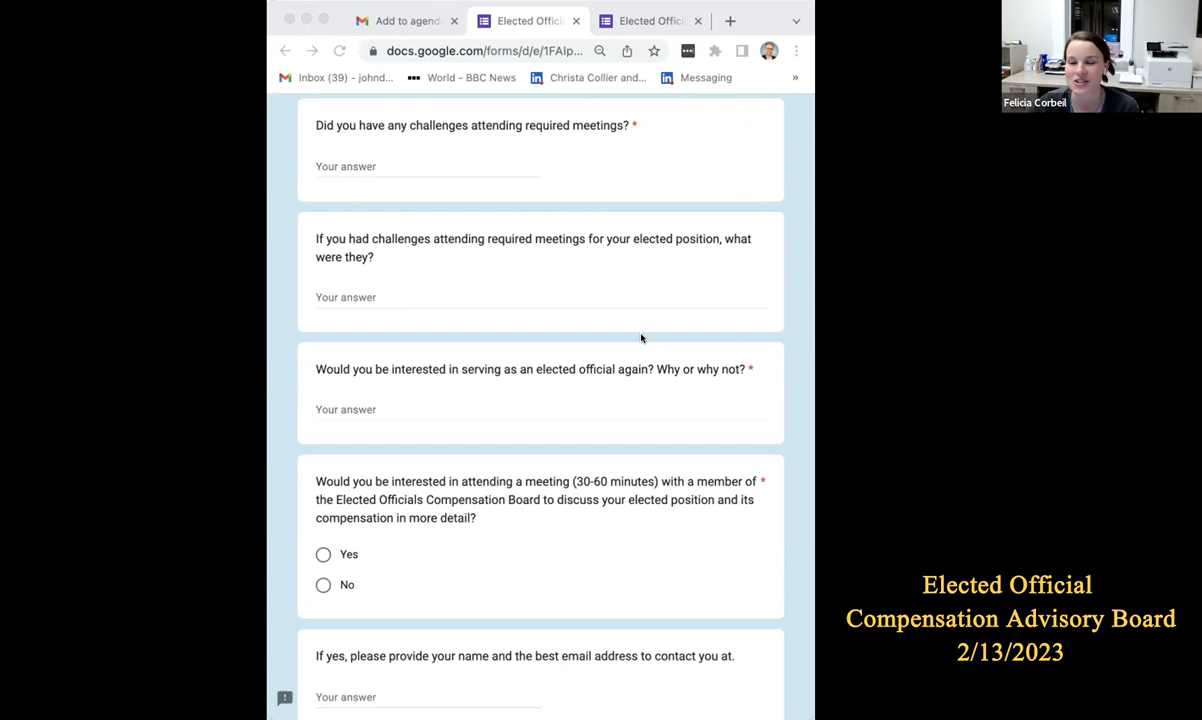 Add to agend
Elected Offici
Elected Offici
docs.google.com/forms/d/e/1FAIp...
Inbox (39) - johnd...
World - BBC News
Christa Collier and...
Messaging
»
Felicia Corbeil
Did you have any challenges attending required meetings? *
Your answer
If you had challenges attending required meetings for your elected position, what
were they?
Your answer
Would you be interested in serving as an elected official again? Why or why not? *
Your answer
Would you be interested in attending a meeting (30-60 minutes) with a member of *
the Elected Officials Compensation Board to discuss your elected position and its
compensation in more detail?
Yes
No
If yes, please provide your name and the best email address to contact you at.
Your answer
Elected Official
Compensation Advisory Board
2/13/2023